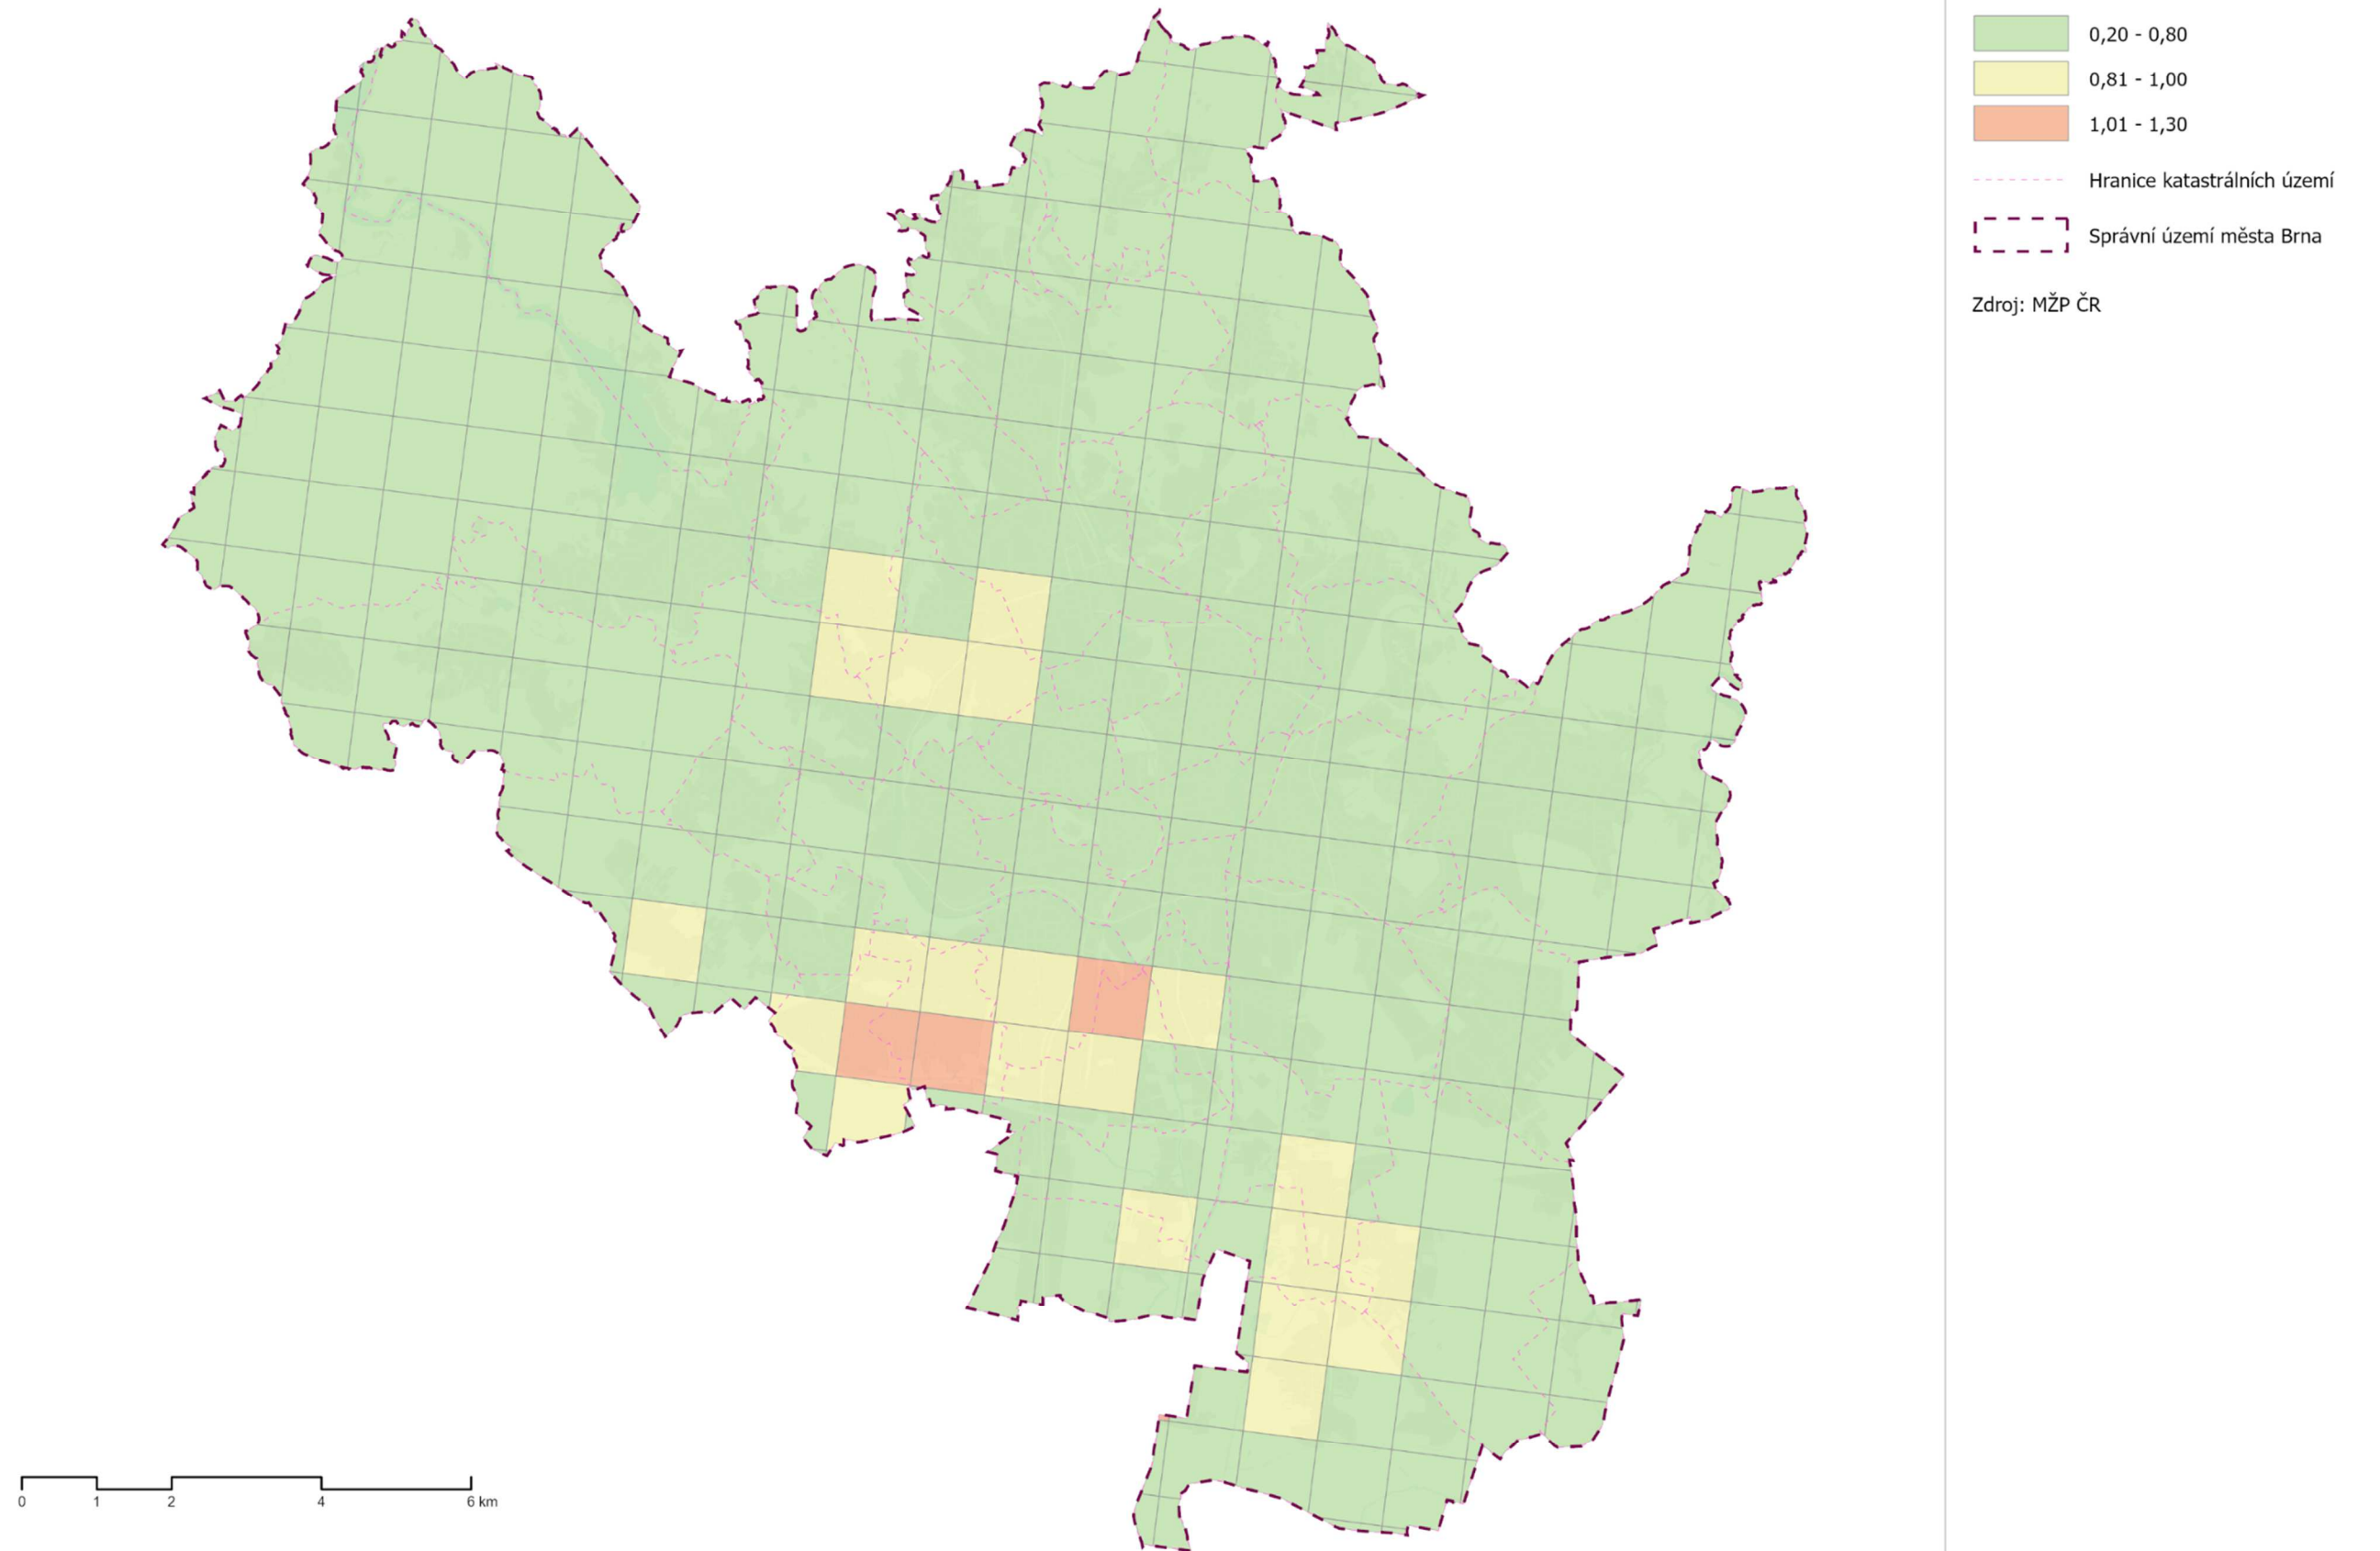 0,20 - 0,80
0,81 - 1,00
1,01 - 1,30
Hranice katastrálních území
Správní území města Brna
Zdroj: MŽP ČR
0 1 2 4 6 km